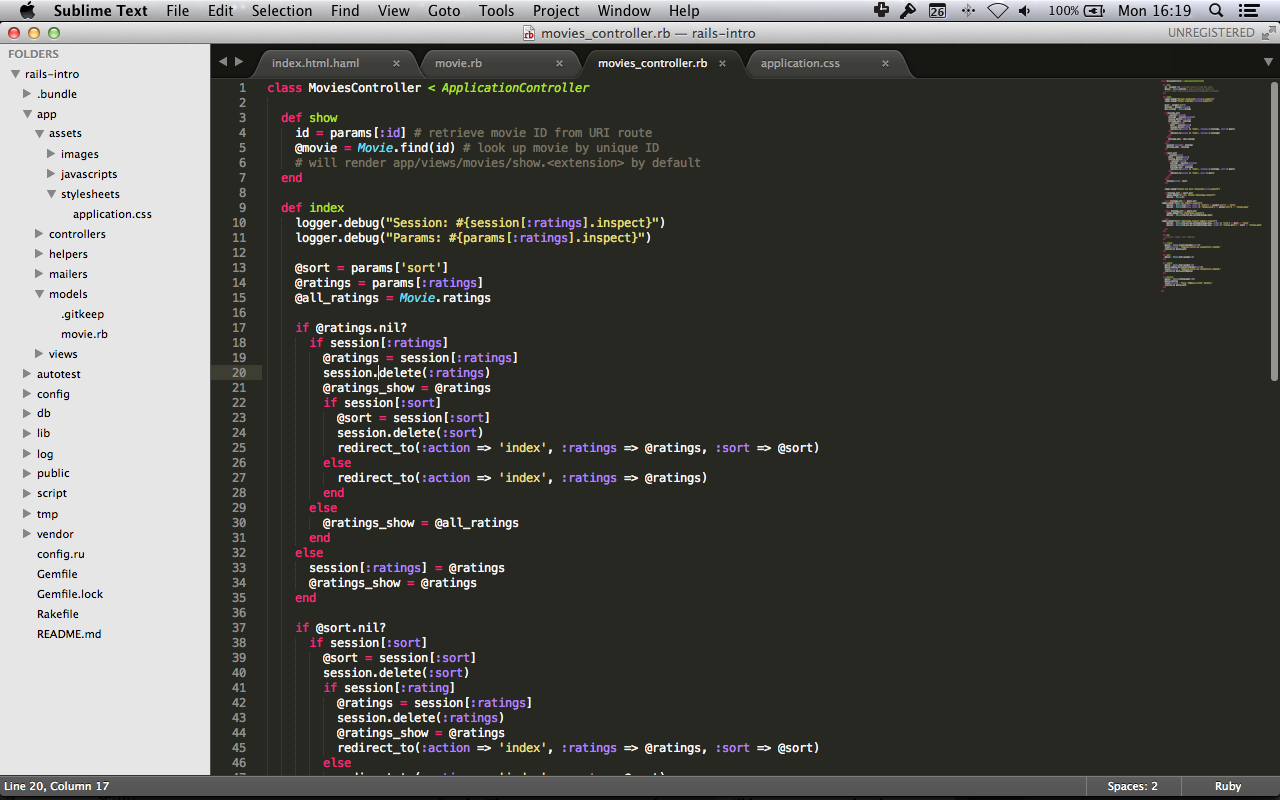 Sublime Text File Edit Selection Find View Goto Tools Project Window Help 26 100% Mon 16:19
movies_controller.rb — rails-intro UNREGISTERED
FOLDERS
rails-intro
.bundle
app
assets
images
javascripts
stylesheets
application.css
controllers
helpers
mailers
models
.gitkeep
movie.rb
views
autotest
config
db
lib
log
public
script
tmp
vendor
config.ru
Gemfile
Gemfile.lock
Rakefile
README.md
index.html.haml × movie.rb × movies_controller.rb × application.css ×
1 class MoviesController < ApplicationController
2
3   def show
4     id = params[:id] # retrieve movie ID from URI route
5     @movie = Movie.find(id) # look up movie by unique ID
6     # will render app/views/movies/show.<extension> by default
7   end
8
9   def index
10     logger.debug("Session: #{session[:ratings].inspect}")
11     logger.debug("Params: #{params[:ratings].inspect}")
12
13     @sort = params['sort']
14     @ratings = params[:ratings]
15     @all_ratings = Movie.ratings
16
17     if @ratings.nil?
18       if session[:ratings]
19         @ratings = session[:ratings]
20         session.delete(:ratings)
21         @ratings_show = @ratings
22         if session[:sort]
23           @sort = session[:sort]
24           session.delete(:sort)
25           redirect_to(:action => 'index', :ratings => @ratings, :sort => @sort)
26         else
27           redirect_to(:action => 'index', :ratings => @ratings)
28         end
29       else
30         @ratings_show = @all_ratings
31       end
32     else
33       session[:ratings] = @ratings
34       @ratings_show = @ratings
35     end
36
37     if @sort.nil?
38       if session[:sort]
39         @sort = session[:sort]
40         session.delete(:sort)
41         if session[:rating]
42           @ratings = session[:ratings]
43           session.delete(:ratings)
44           @ratings_show = @ratings
45           redirect_to(:action => 'index', :ratings => @ratings, :sort => @sort)
46         else
Line 20, Column 17 Spaces: 2 Ruby